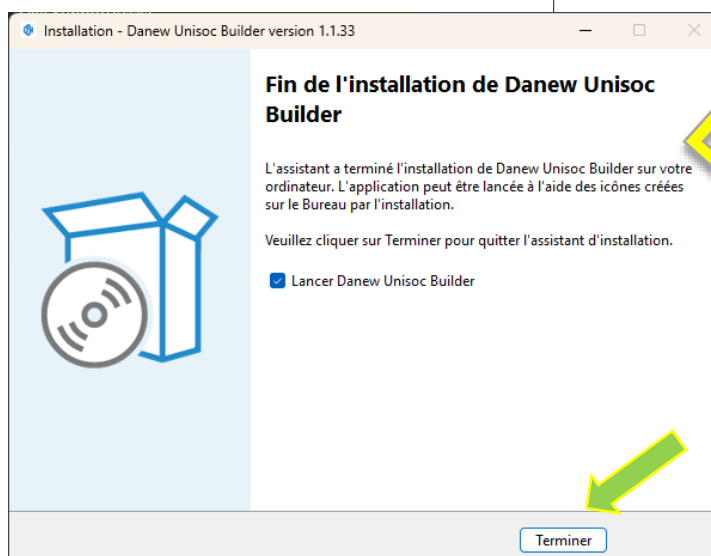 Installation - Danew Unisoc Builder version 1.1.33
Fin de l'installation de Danew Unisoc
Builder
L'assistant a terminé l'installation de Danew Unisoc Builder sur votre
ordinateur. L'application peut être lancée à l'aide des icônes créées
sur le Bureau par l'installation.
Veuillez cliquer sur Terminer pour quitter l'assistant d'installation.
Lancer Danew Unisoc Builder
Terminer